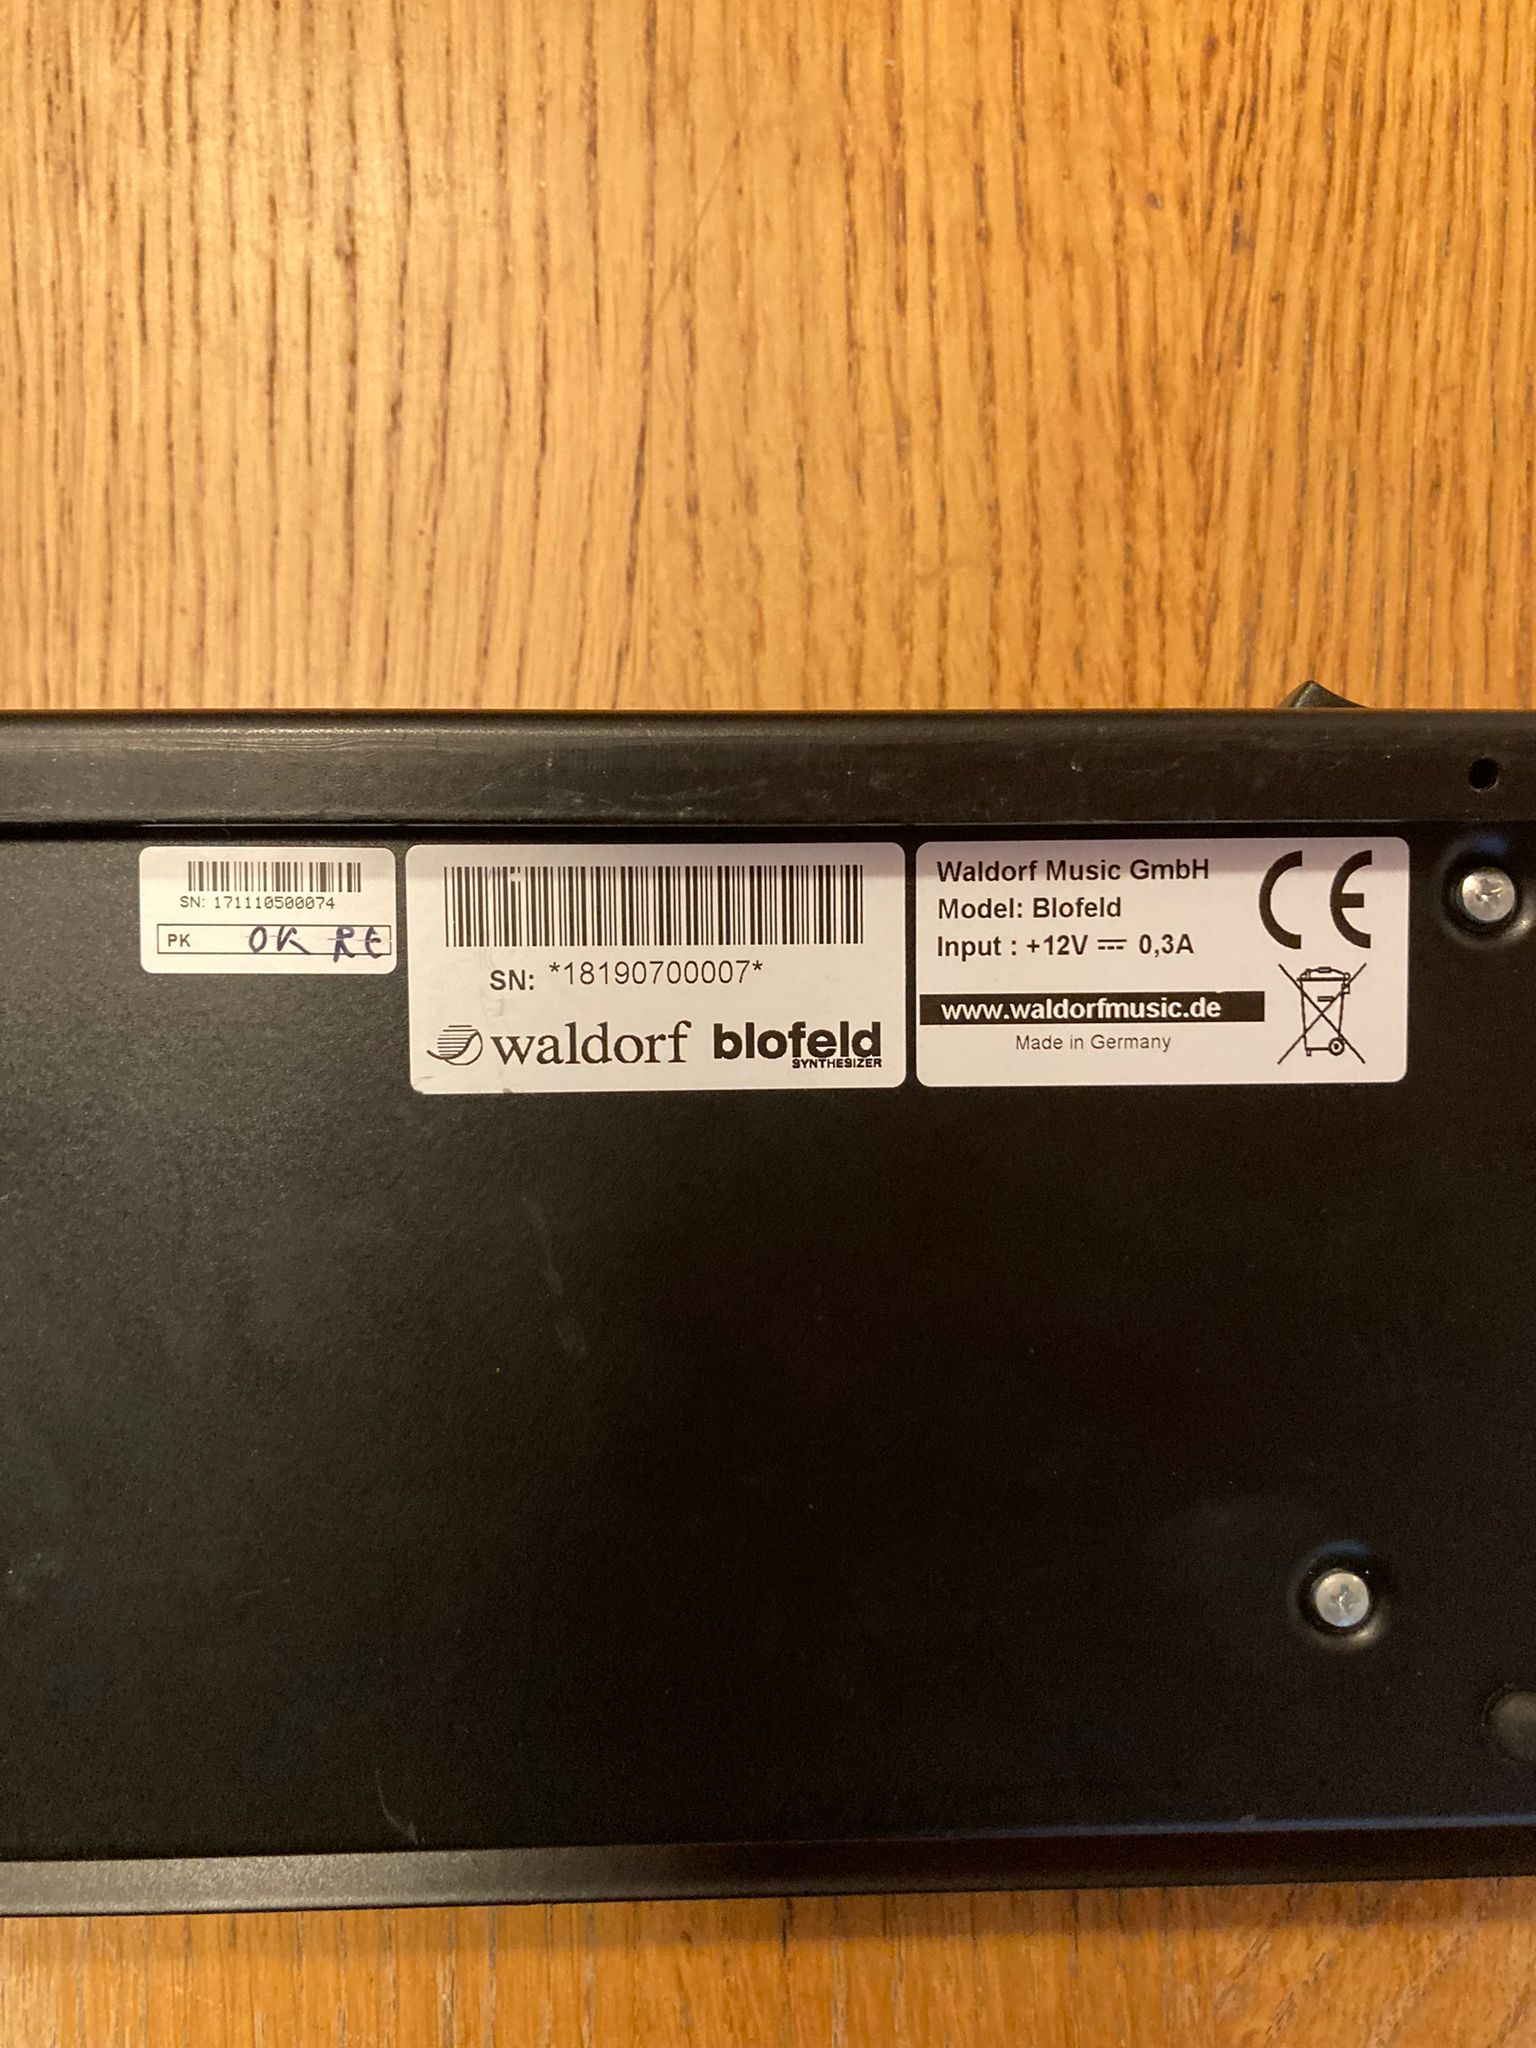 SN: 171110500074
PK OK RE
SN: *18190700007*
waldorf blofeld
SYNTHESIZER
Waldorf Music GmbH
Model: Blofeld
Input : +12V ⎓ 0,3A
CE
www.waldorfmusic.de
Made in Germany